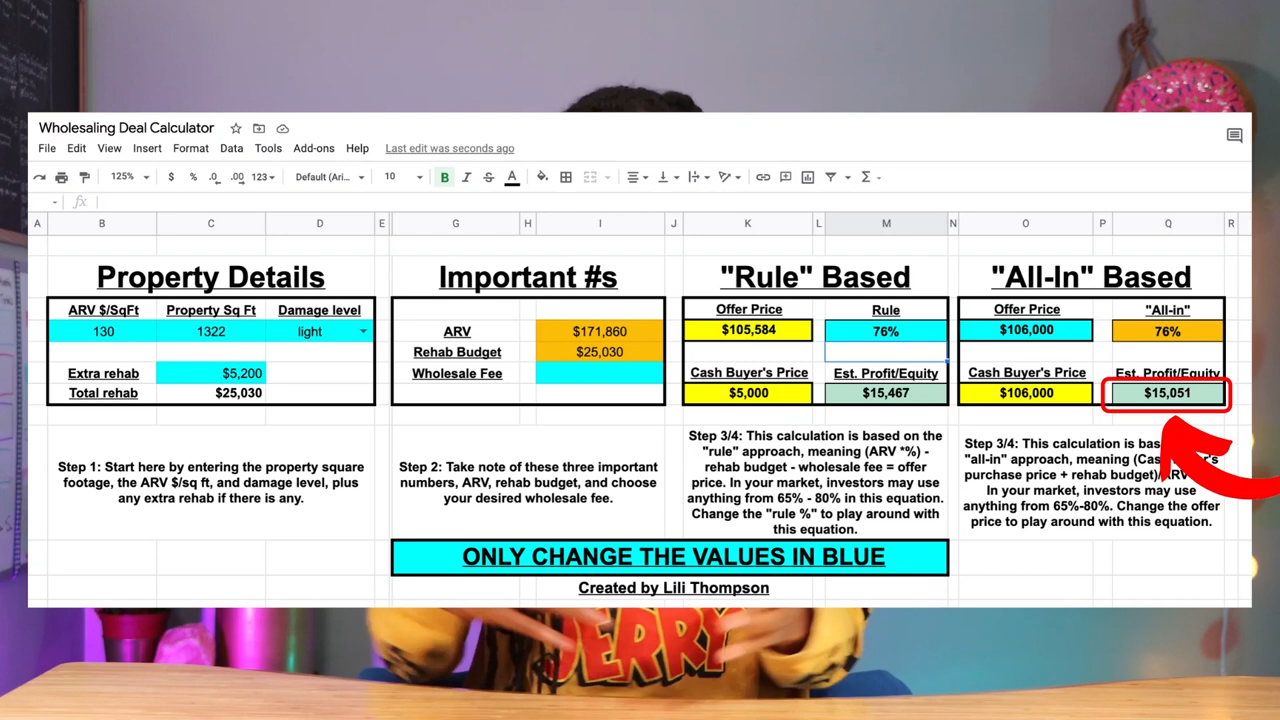 Wholesaling Deal Calculator
File Edit View Insert Format Data Tools Add-ons Help Last edit was seconds ago
125% $ % .0 .00 123 Default (Ari... 10 B I S A
fx
A B C D E G H I J K L M N O P Q R
Property Details
ARV $/SqFt Property Sq Ft Damage level
130 1322 light
Extra rehab $5,200
Total rehab $25,030
Step 1: Start here by entering the property square
footage, the ARV $/sq ft, and damage level, plus
any extra rehab if there is any.
Important #s
ARV $171,860
Rehab Budget $25,030
Wholesale Fee
Step 2: Take note of these three important
numbers, ARV, rehab budget, and choose
your desired wholesale fee.
"Rule" Based
Offer Price Rule
$105,584 76%
Cash Buyer's Price Est. Profit/Equity
$5,000 $15,467
Step 3/4: This calculation is based on the
"rule" approach, meaning (ARV *%) -
rehab budget - wholesale fee = offer
price. In your market, investors may use
anything from 65% - 80% in this equation.
Change the "rule %" to play around with
this equation.
"All-In" Based
Offer Price "All-in"
$106,000 76%
Cash Buyer's Price Est. Profit/Equity
$106,000 $15,051
Step 3/4: This calculation is
"all-in" approach, meaning
purchase price + rehab budget)/ARV
In your market, investors may use
anything from 65%-80%. Change the offer
price to play around with this equation.
ONLY CHANGE THE VALUES IN BLUE
Created by Lili Thompson
JERRY